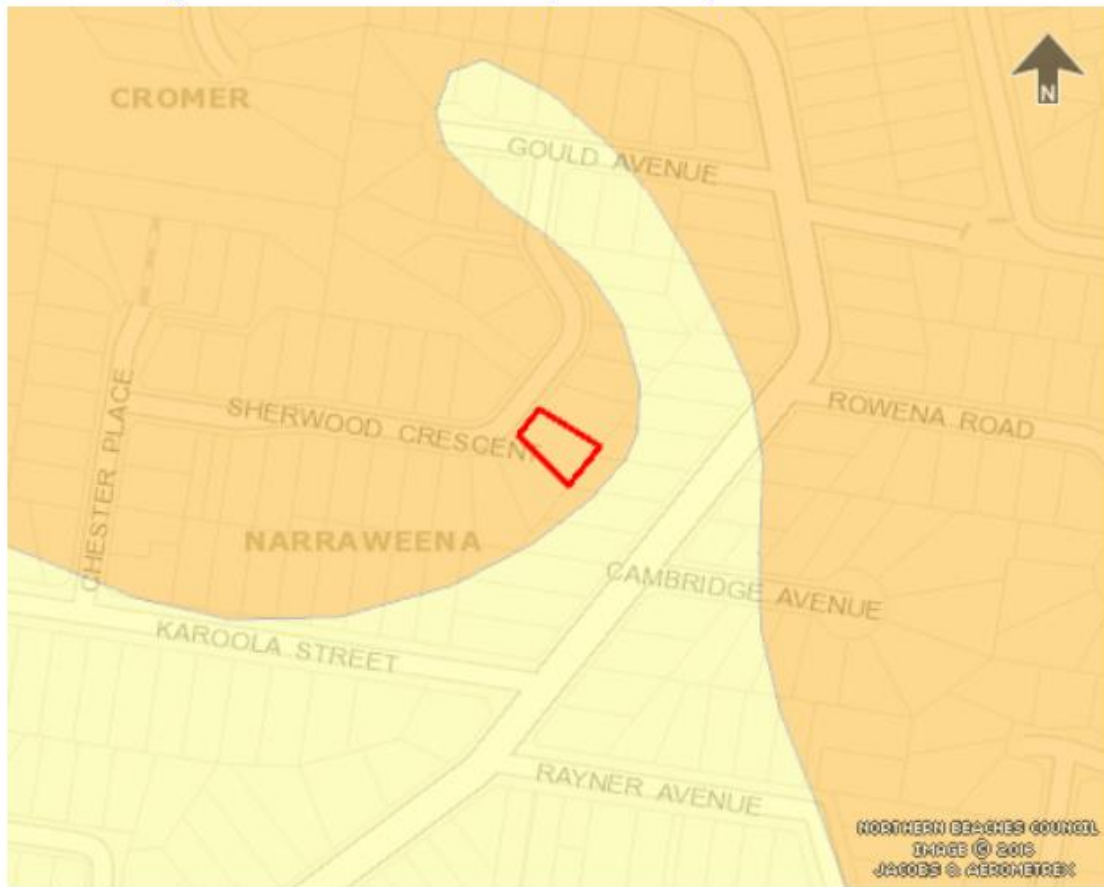 CROMER
N
GOULD AVENUE
SHERWOOD CRESCENT
CHESTER PLACE
ROWENA ROAD
NARRAWEENA
CAMBRIDGE AVENUE
KAROOLA STREET
RAYNER AVENUE
NORTHERN BEACHES COUNCIL
IMAGE © 2016
JACOBS & AEROMETREX